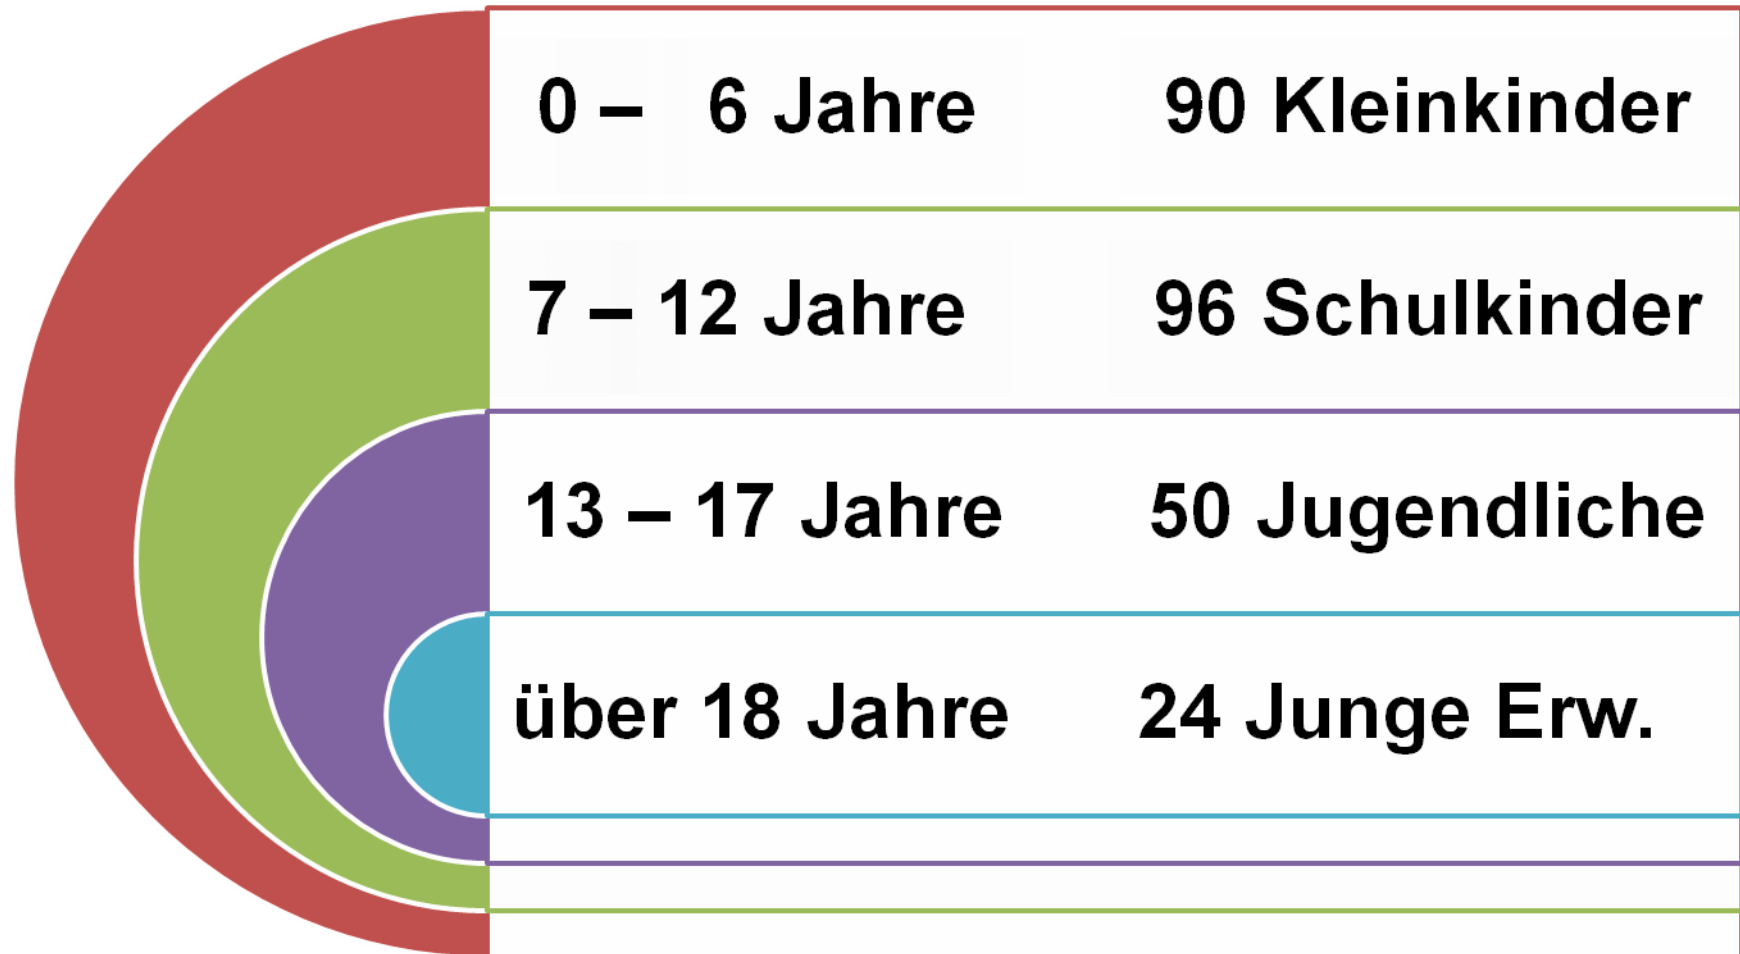 0 – 6 Jahre 90 Kleinkinder
7 – 12 Jahre 96 Schulkinder
13 – 17 Jahre 50 Jugendliche
über 18 Jahre 24 Junge Erw.